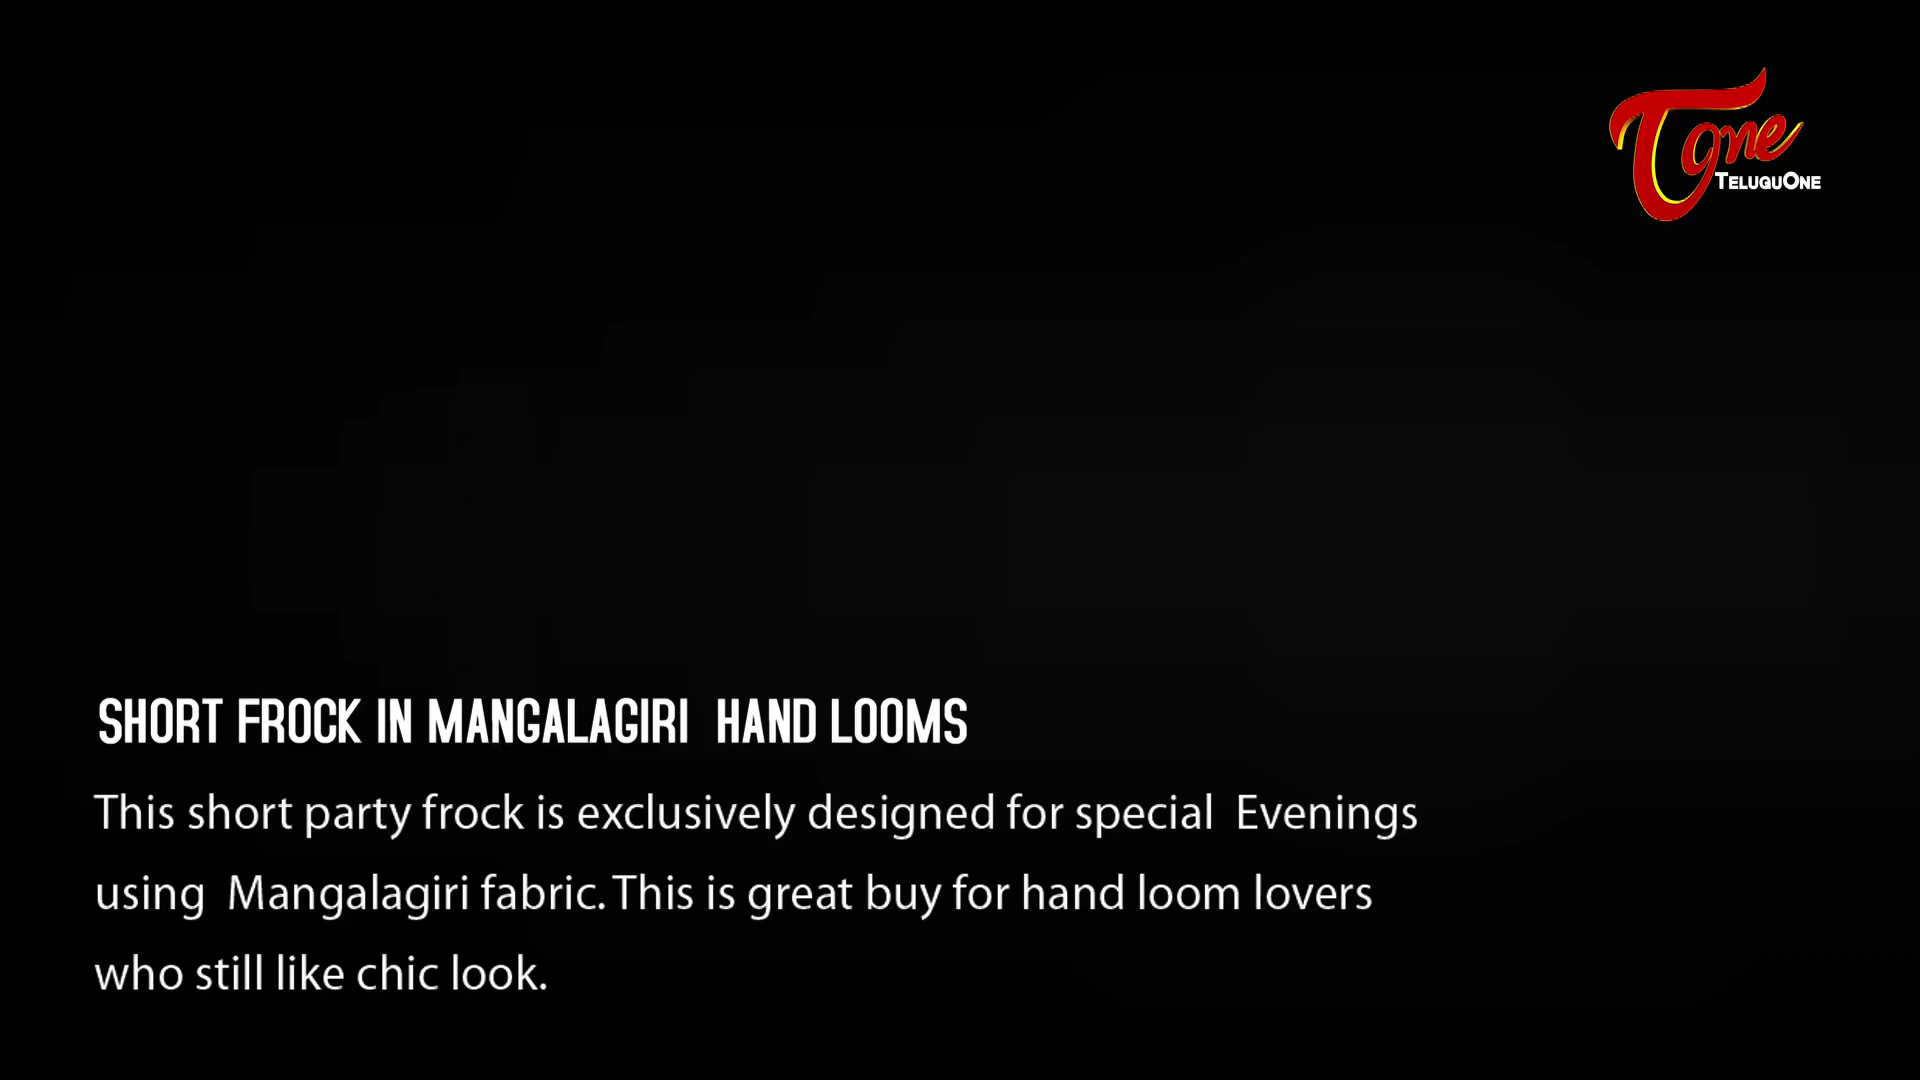 Tone
TELUGUONE
SHORT FROCK IN MANGALAGIRI HAND LOOMS
This short party frock is exclusively designed for special Evenings
using Mangalagiri fabric. This is great buy for hand loom lovers
who still like chic look.